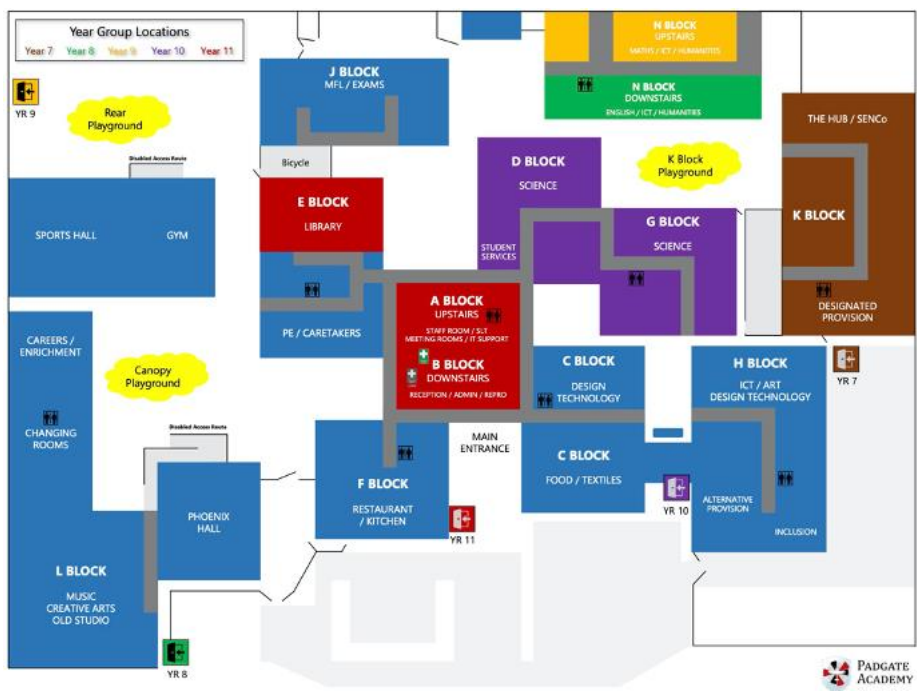 Year Group Locations
Year 7 Year 8 Year 9 Year 10 Year 11
YR 9
Rear
Playground
Disabled Access Route
J BLOCK
MFL / EXAMS
Bicycle
N BLOCK
UPSTAIRS
MATHS / ICT / HUMANITIES
N BLOCK
DOWNSTAIRS
ENGLISH / ICT / HUMANITIES
THE HUB / SENCo
K Block
Playground
D BLOCK
SCIENCE
SPORTS HALL
GYM
E BLOCK
LIBRARY
STUDENT
SERVICES
G BLOCK
SCIENCE
K BLOCK
DESIGNATED
PROVISION
YR 7
CAREERS /
ENRICHMENT
Canopy
Playground
PE / CARETAKERS
A BLOCK
UPSTAIRS
STAFF ROOM / SLT
MEETING ROOMS / IT SUPPORT
B BLOCK
DOWNSTAIRS
RECEPTION / ADMIN / REPRO
C BLOCK
DESIGN
TECHNOLOGY
H BLOCK
ICT / ART
DESIGN TECHNOLOGY
CHANGING
ROOMS
Disabled Access Route
MAIN
ENTRANCE
C BLOCK
FOOD / TEXTILES
F BLOCK
RESTAURANT
/ KITCHEN
YR 11
YR 10
ALTERNATIVE
PROVISION
INCLUSION
PHOENIX
HALL
L BLOCK
MUSIC
CREATIVE ARTS
OLD STUDIO
YR 8
PADGATE
ACADEMY